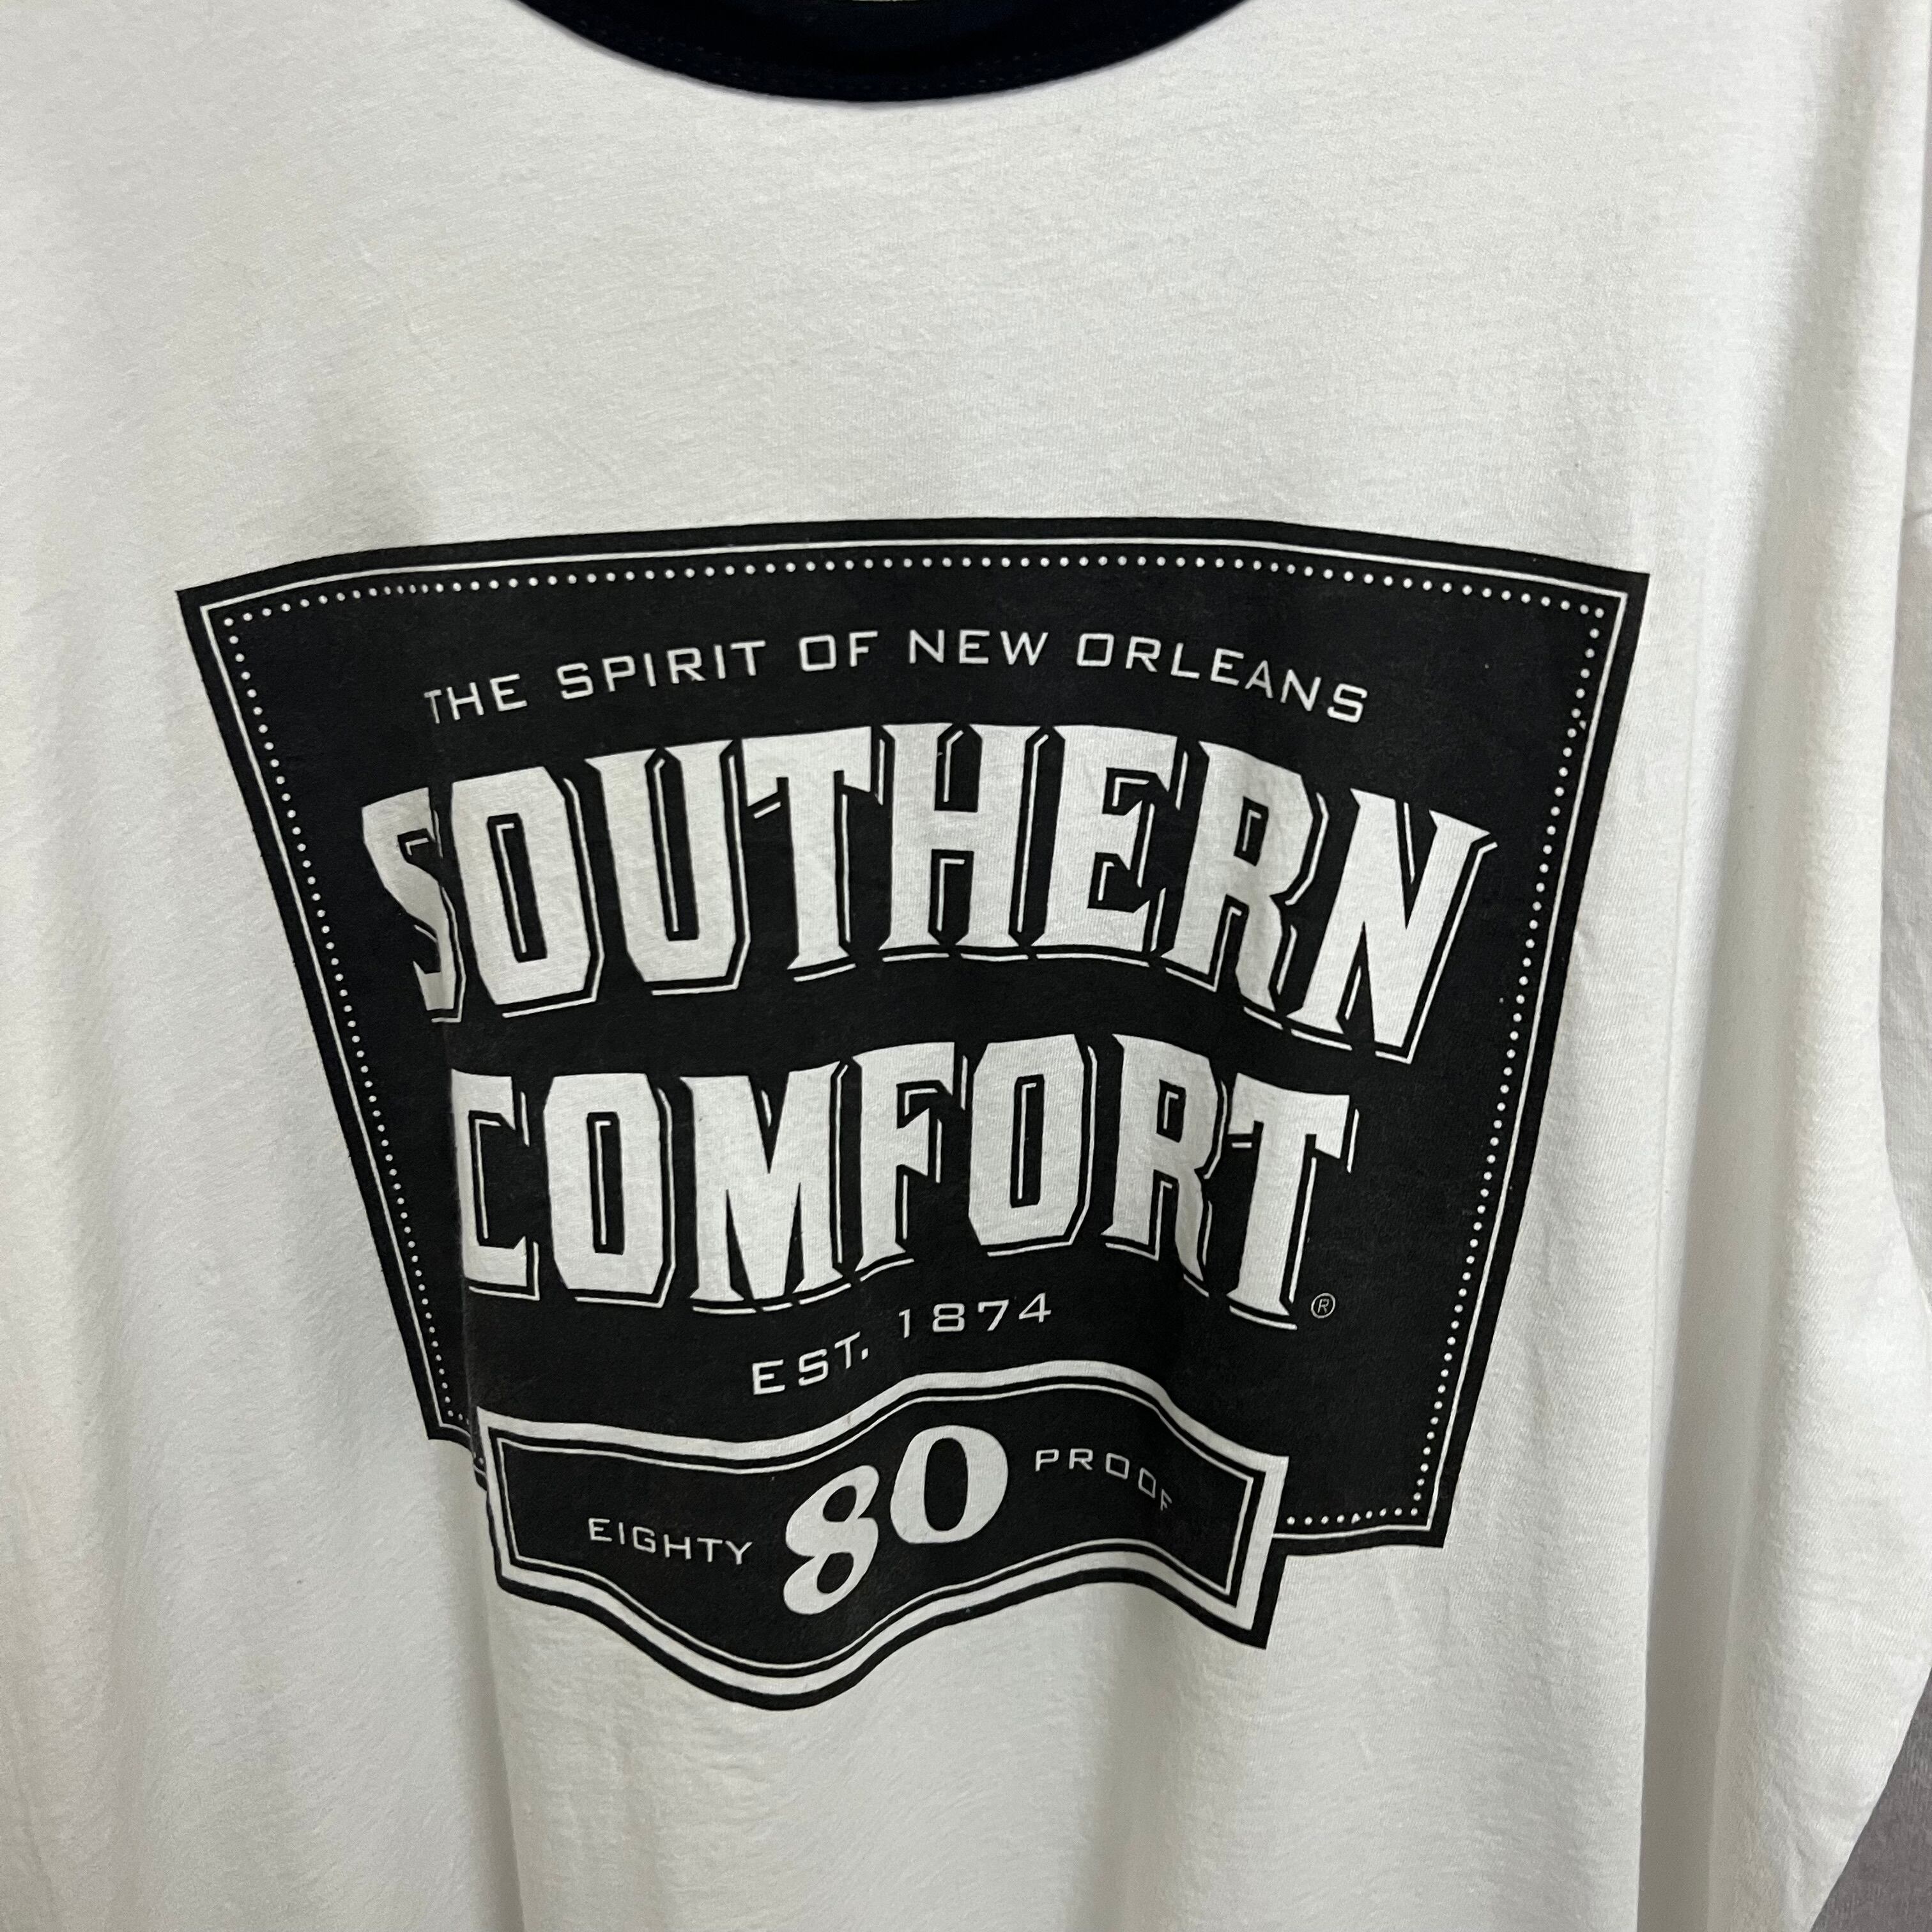 THE SPIRIT OF NEW ORLEANS
SOUTHERN
COMFORT®
EST. 1874
EIGHTY 80 PROOF